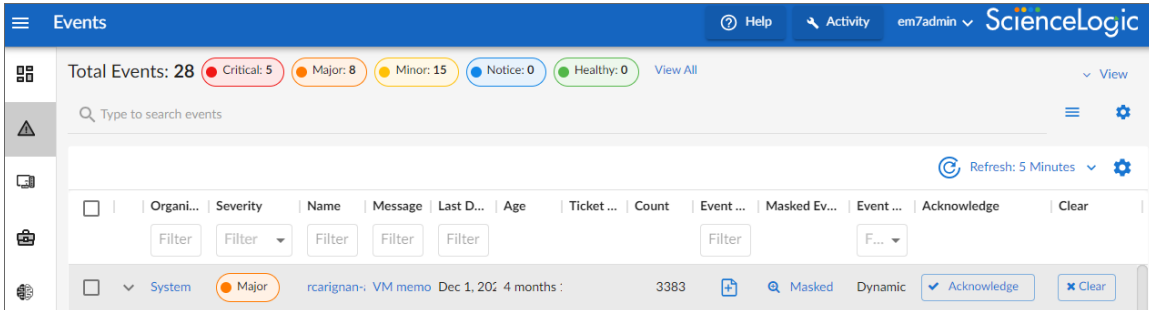 Events
Help
Activity
em7admin
ScienceLogic
Total Events: 28
Critical: 5
Major: 8
Minor: 15
Notice: 0
Healthy: 0
View All
View
Type to search events
Refresh: 5 Minutes
Organi... Severity Name Message Last D... Age Ticket ... Count Event ... Masked Ev... Event ... Acknowledge Clear
Filter Filter Filter Filter Filter Filter F...
System Major rcarignan- VM memo Dec 1, 202 4 months 3383 Masked Dynamic Acknowledge Clear